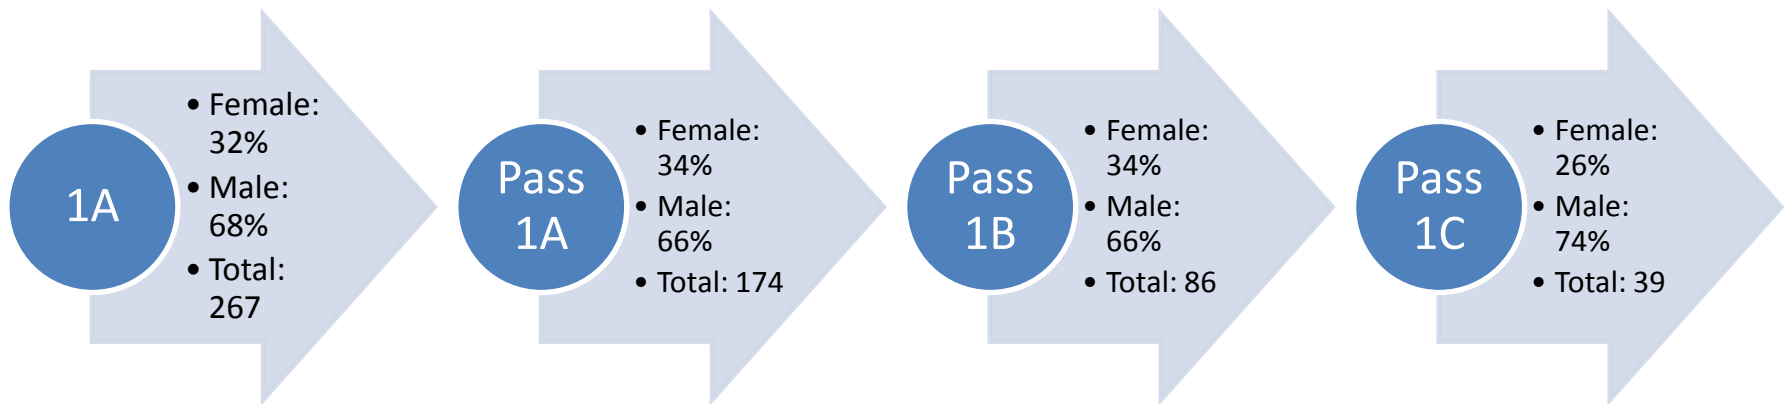 1A
• Female:
32%
• Male:
68%
• Total:
267
Pass
1A
• Female:
34%
• Male:
66%
• Total: 174
Pass
1B
• Female:
34%
• Male:
66%
• Total: 86
Pass
1C
• Female:
26%
• Male:
74%
• Total: 39